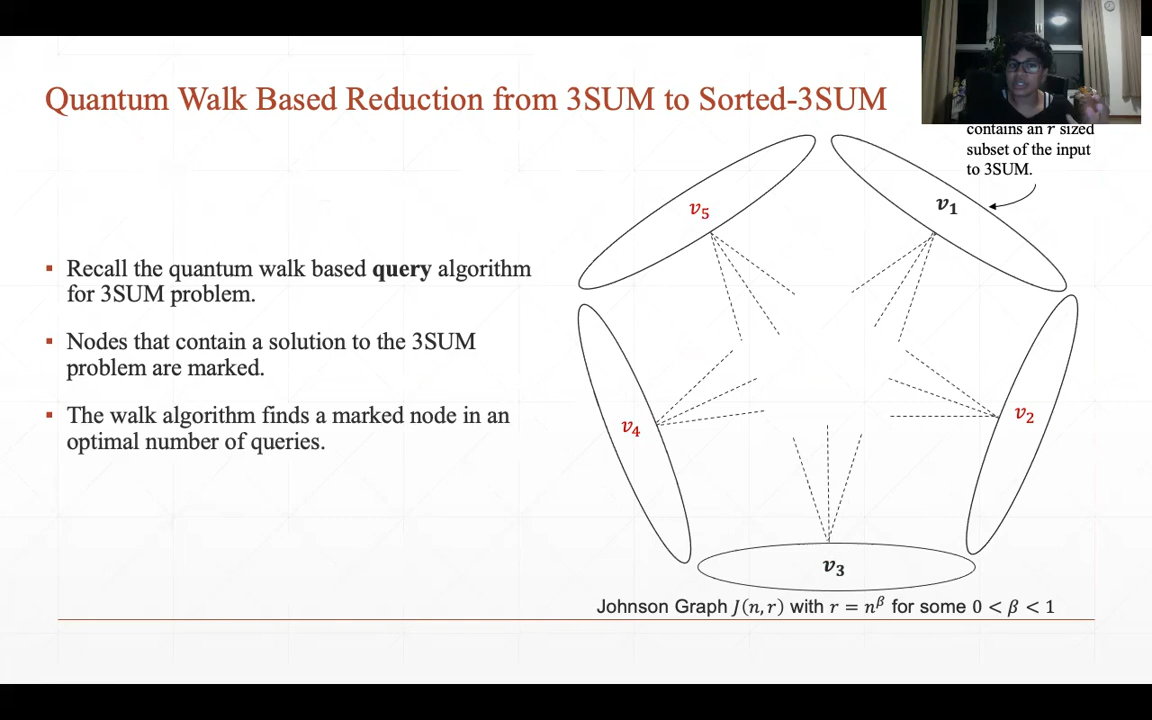 Quantum Walk Based Reduction from 3SUM to Sorted-3SUM
contains an r sized
subset of the input
to 3SUM.
v₁
v₅
▪ Recall the quantum walk based query algorithm
for 3SUM problem.
▪ Nodes that contain a solution to the 3SUM
problem are marked.
▪ The walk algorithm finds a marked node in an
optimal number of queries.
v₄
v₂
v₃
Johnson Graph J(n, r) with r = n^β for some 0 < β < 1